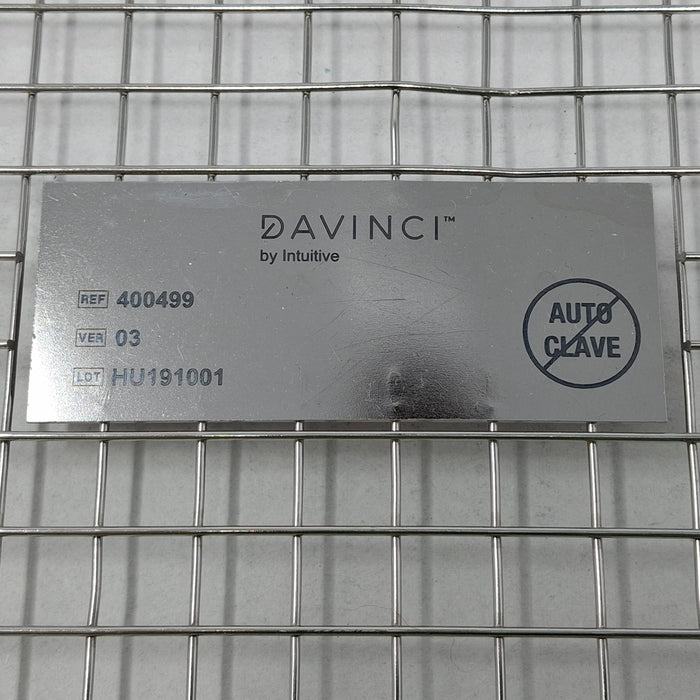 DAVINCI™
by Intuitive
REF 400499
VER 03
LOT HU191001
AUTO
CLAVE